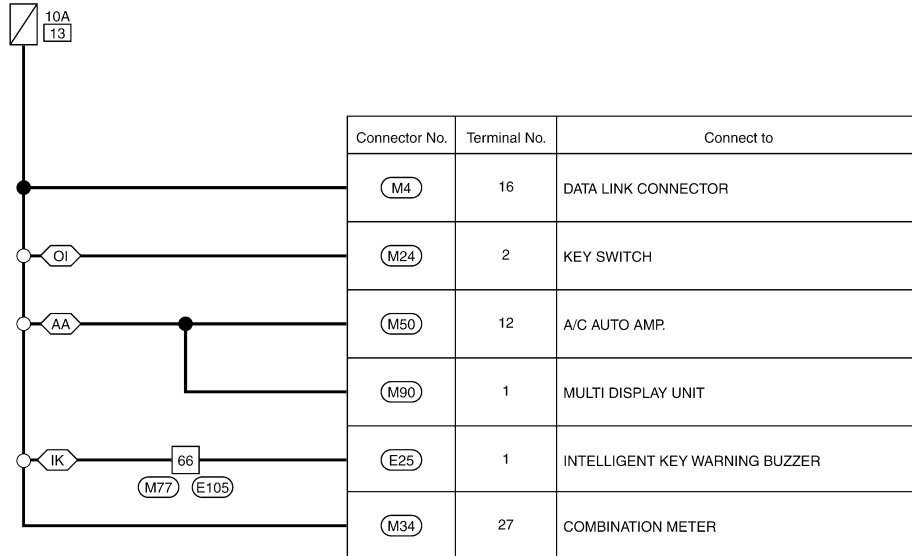 10A
13
Connector No. Terminal No. Connect to
M4 16 DATA LINK CONNECTOR
OI M24 2 KEY SWITCH
AA M50 12 A/C AUTO AMP.
M90 1 MULTI DISPLAY UNIT
IK 66 E25 1 INTELLIGENT KEY WARNING BUZZER
M77 E105
M34 27 COMBINATION METER